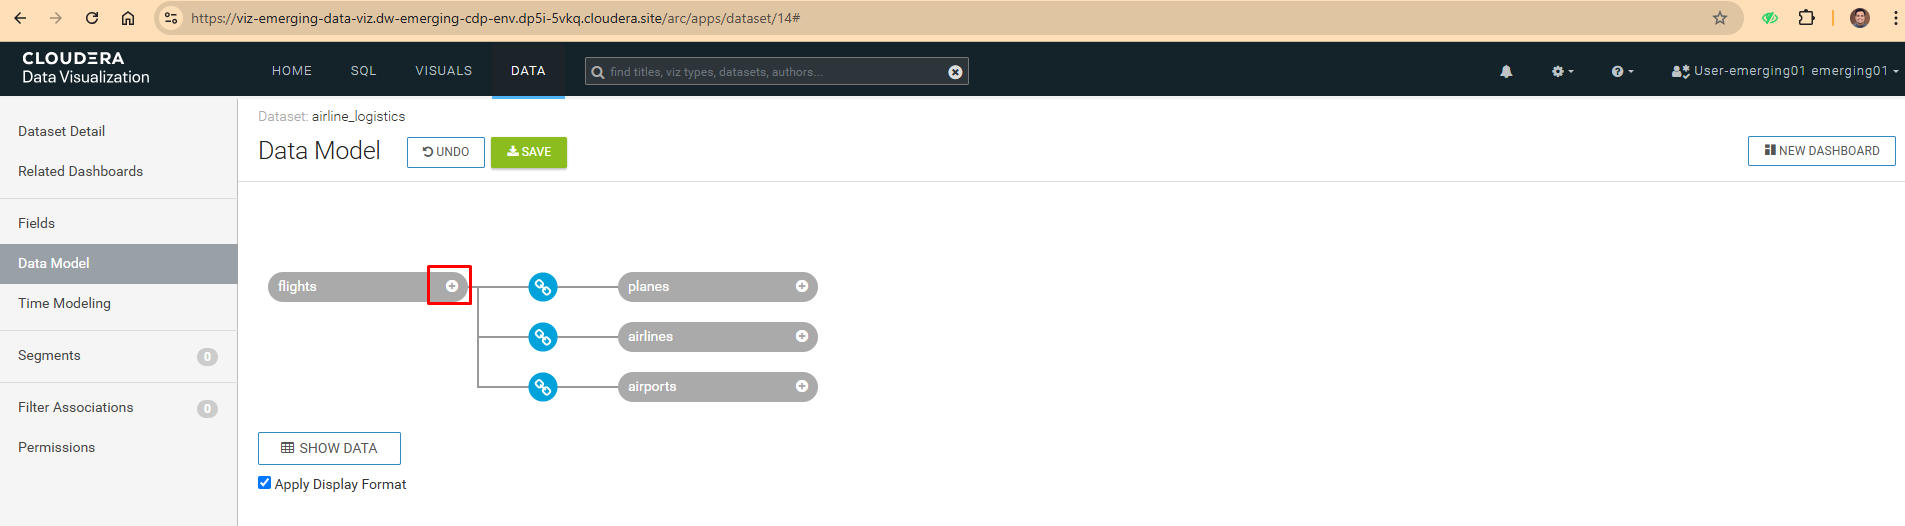 https://viz-emerging-data-viz.dw-emerging-cdp-env.dp5i-5vkq.cloudera.site/arc/apps/dataset/14#
CLOUDERA
Data Visualization
HOME
SQL
VISUALS
DATA
find titles, viz types, datasets, authors...
User-emerging01 emerging01
Dataset Detail
Related Dashboards
Fields
Data Model
Time Modeling
Segments 0
Filter Associations 0
Permissions
Dataset: airline_logistics
Data Model
UNDO
SAVE
NEW DASHBOARD
flights
planes
airlines
airports
SHOW DATA
Apply Display Format